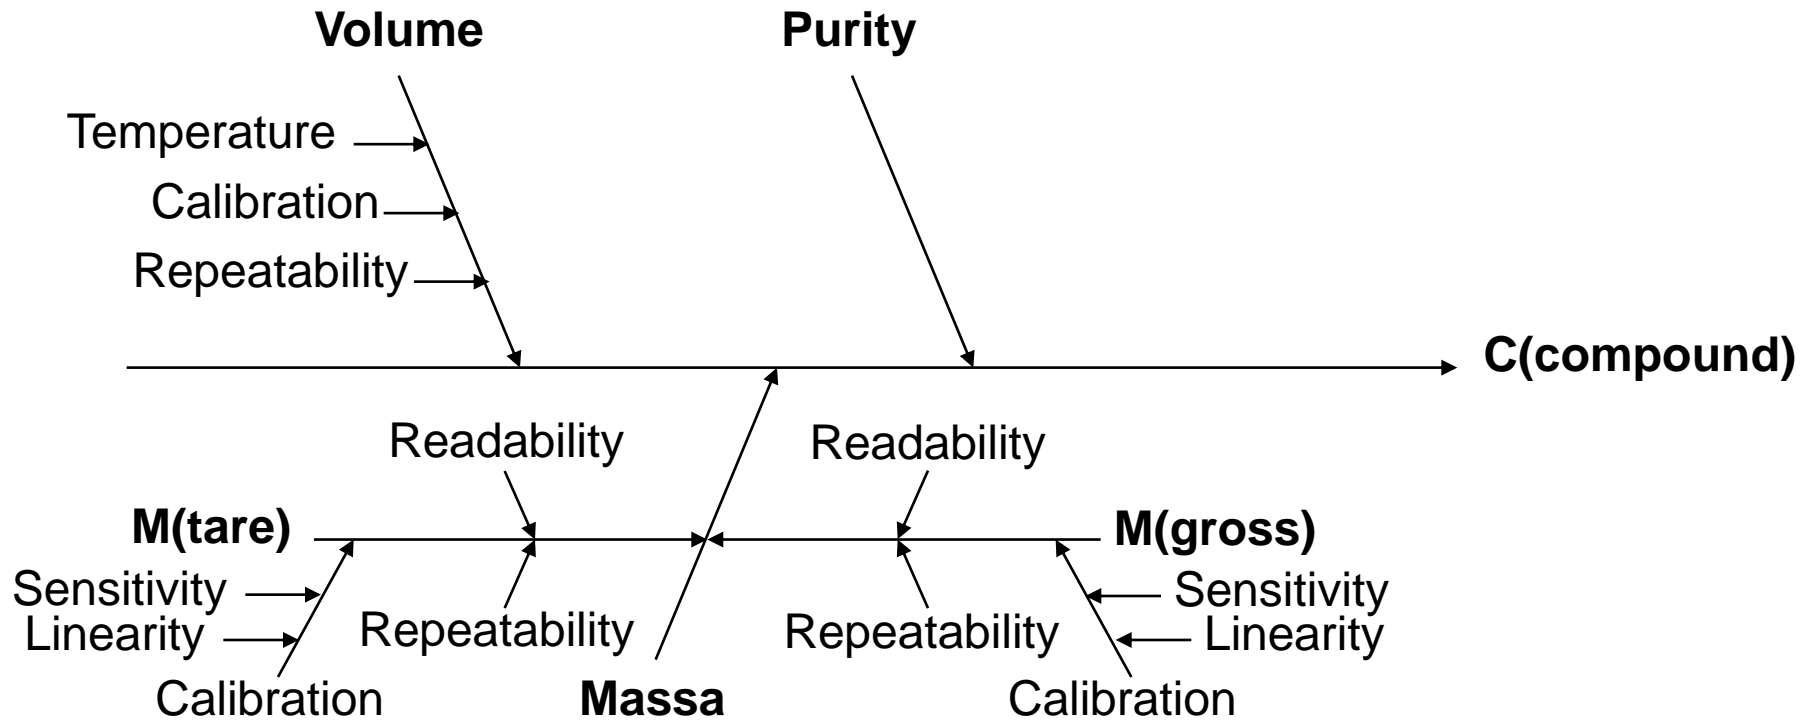 Volume
Purity
Temperature
Calibration
Repeatability
C(compound)
Readability
Readability
M(tare)
M(gross)
Sensitivity
Sensitivity
Linearity
Repeatability
Repeatability
Linearity
Calibration
Massa
Calibration